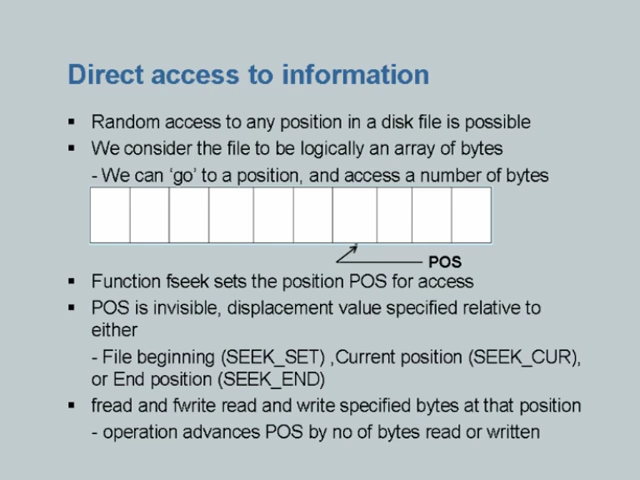 Direct access to information
▪ Random access to any position in a disk file is possible
▪ We consider the file to be logically an array of bytes
- We can ‘go’ to a position, and access a number of bytes
POS
▪ Function fseek sets the position POS for access
▪ POS is invisible, displacement value specified relative to
either
- File beginning (SEEK_SET) ,Current position (SEEK_CUR),
or End position (SEEK_END)
▪ fread and fwrite read and write specified bytes at that position
- operation advances POS by no of bytes read or written